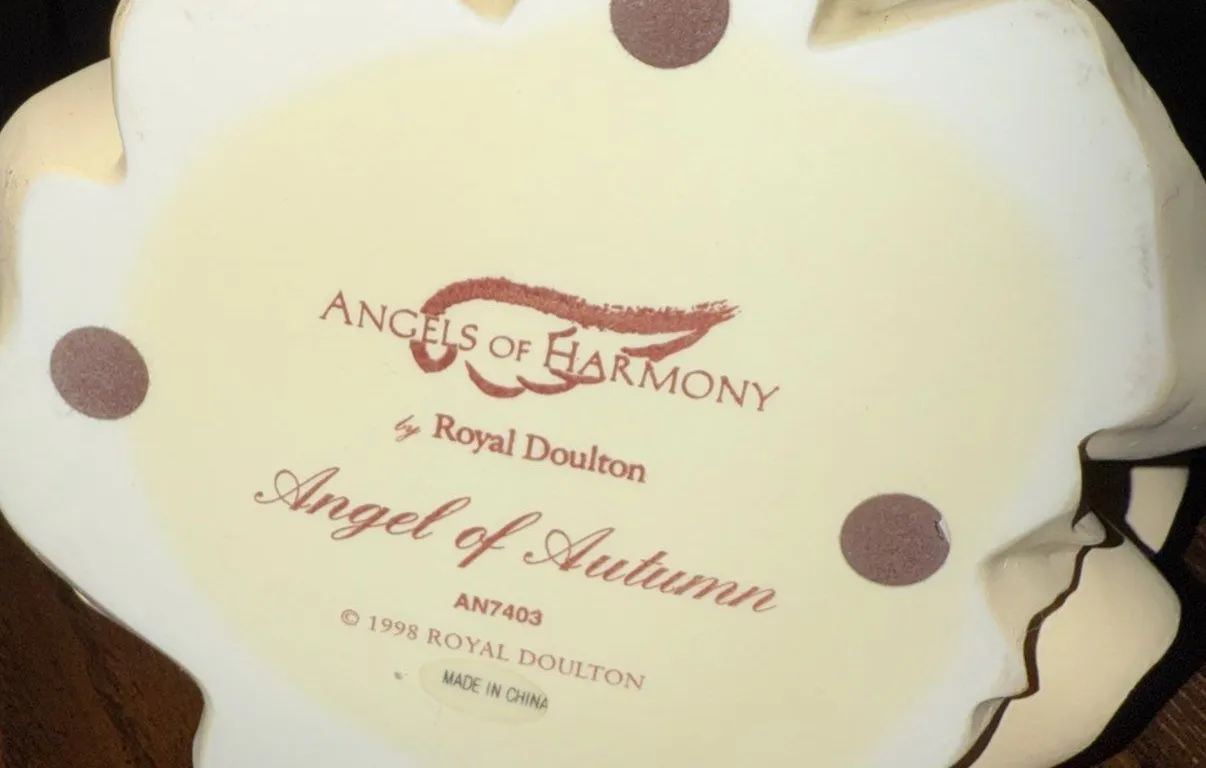 ANGELS OF HARMONY
by Royal Doulton
Angel of Autumn
AN7403
© 1998 ROYAL DOULTON
MADE IN CHINA